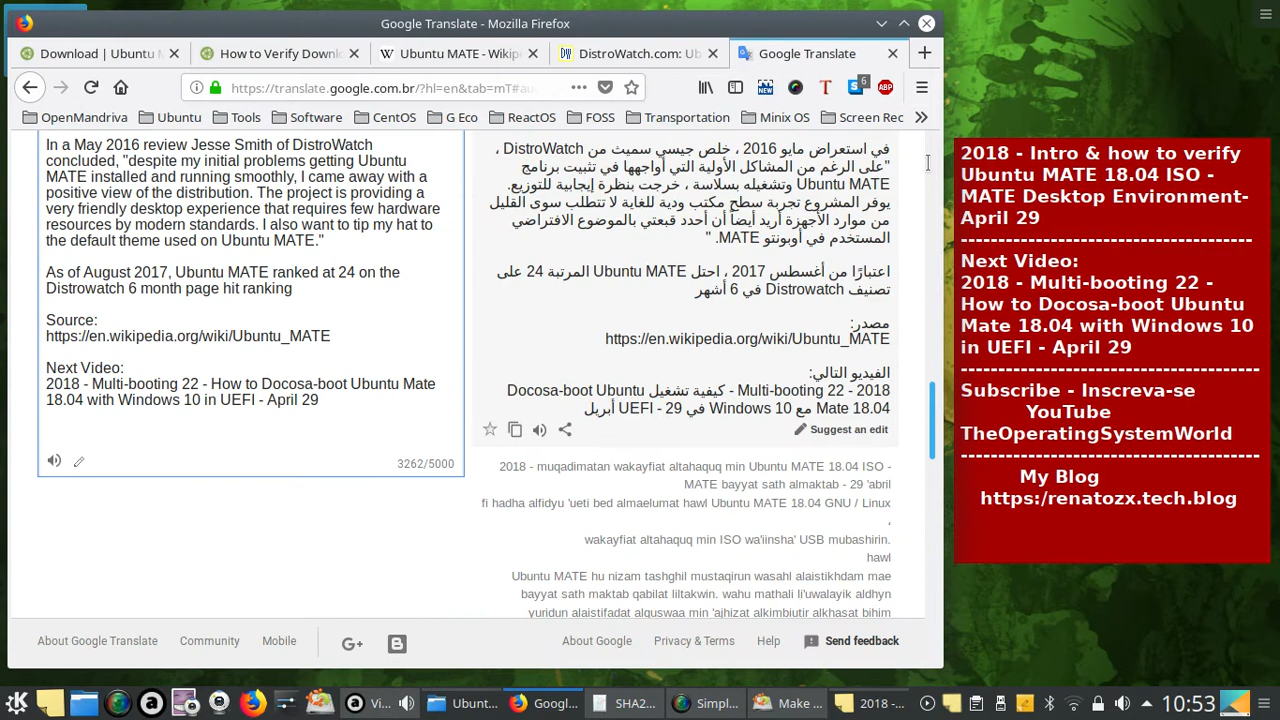 Google Translate - Mozilla Firefox
Download | Ubuntu M
How to Verify Downl
Ubuntu MATE - Wikip
DistroWatch.com: Ub
Google Translate
https://translate.google.com.br/?hl=en&tab=mT#au
6
OpenMandriva
Ubuntu
Tools
Software
CentOS
G Eco
ReactOS
FOSS
Transportation
Minix OS
Screen Rec
In a May 2016 review Jesse Smith of DistroWatch
concluded, "despite my initial problems getting Ubuntu
MATE installed and running smoothly, I came away with a
positive view of the distribution. The project is providing a
very friendly desktop experience that requires few hardware
resources by modern standards. I also want to tip my hat to
the default theme used on Ubuntu MATE."
As of August 2017, Ubuntu MATE ranked at 24 on the
Distrowatch 6 month page hit ranking
Source:
https://en.wikipedia.org/wiki/Ubuntu_MATE
Next Video:
2018 - Multi-booting 22 - How to Docosa-boot Ubuntu Mate
18.04 with Windows 10 in UEFI - April 29
3262/5000
في استعراض مايو 2016 ، خلص جيسي سميث من DistroWatch ،
"على الرغم من المشاكل الأولية التي أواجهها في تثبيت برنامج
Ubuntu MATE وتشغيله بسلاسة ، خرجت بنظرة إيجابية للتوزيع.
يوفر المشروع تجربة سطح مكتب ودية للغاية لا تتطلب سوى القليل
من موارد الأجهزة أريد أيضاً أن أحدد قبعتي بالموضوع الافتراضي
المستخدم في أوبونتو MATE. "
اعتبارًا من أغسطس 2017 ، احتل Ubuntu MATE المرتبة 24 على
تصنيف Distrowatch في 6 أشهر
مصدر:
https://en.wikipedia.org/wiki/Ubuntu_MATE
الفيديو التالي:
2018 - Multi-booting 22 - كيفية تشغيل Docosa-boot Ubuntu
Mate 18.04 مع Windows 10 في UEFI - 29 أبريل
Suggest an edit
2018 - muqadimatan wakayfiat altahaquq min Ubuntu MATE 18.04 ISO -
MATE bayyat sath almaktab - 29 'abril
fi hadha alfidyu 'ueti bed almaelumat hawl Ubuntu MATE 18.04 GNU / Linux
،
wakayfiat altahaquq min ISO wa'iinsha' USB mubashirin.
hawl
Ubuntu MATE hu nizam tashghil mustaqirun wasahl alaistikhdam mae
bayyat sath maktab qabilat liltakwin. wahu mathali li'uwalayik aldhyn
yuridun alaistifadat alquswaa min 'ajhizat alkimbiutir alkhasat bihim
About Google Translate
Community
Mobile
G+
About Google
Privacy & Terms
Help
Send feedback
2018 - Intro & how to verify
Ubuntu MATE 18.04 ISO -
MATE Desktop Environment-
April 29
---------------------------------------
Next Video:
2018 - Multi-booting 22 -
How to Docosa-boot Ubuntu
Mate 18.04 with Windows 10
in UEFI - April 29
----------------------------------------
Subscribe - Inscreva-se
YouTube
TheOperatingSystemWorld
----------------------------------------
My Blog
https:/renatozx.tech.blog
Vi...
Ubunt...
Googl...
SHA2...
Simpl...
Make ...
2018 -...
10:53